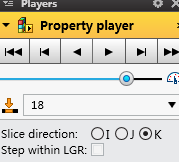 Players
Property player
18
Slice direction: I J K
Step within LGR: